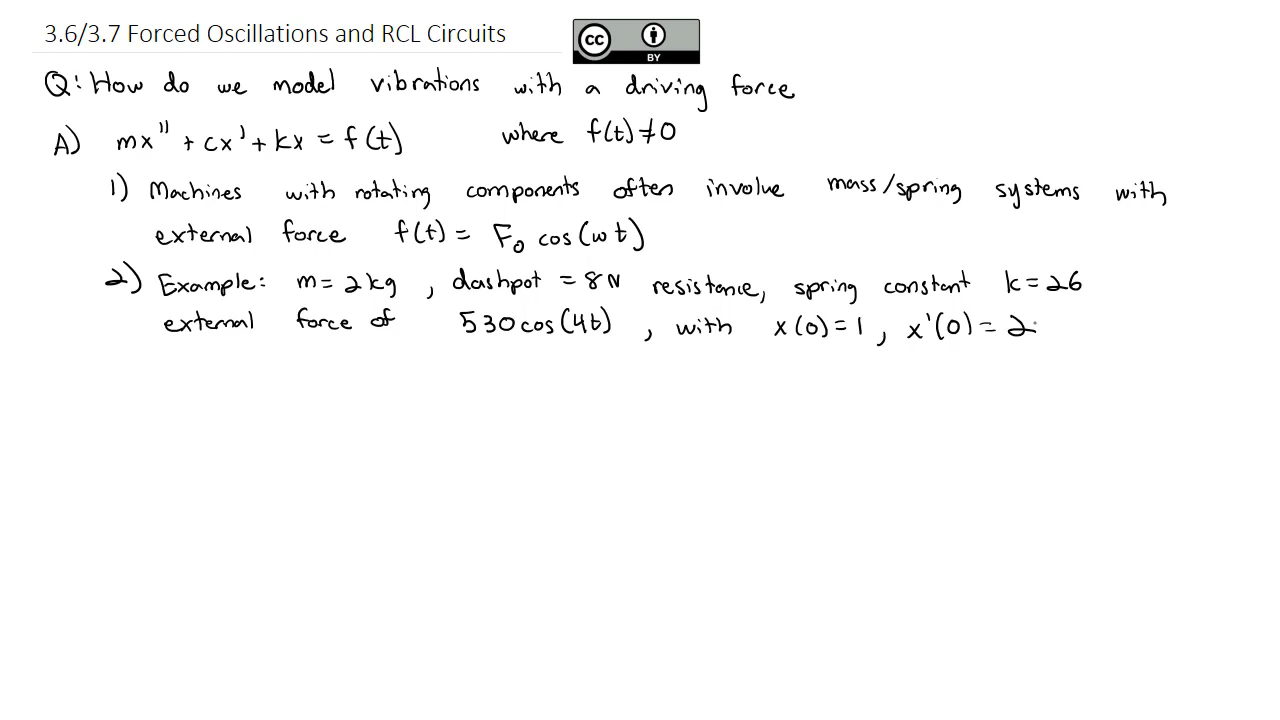 3.6/3.7 Forced Oscillations and RCL Circuits
cc BY
Q: How do we model vibrations with a driving force
A) mx'' + cx' + kx = f(t) where f(t) ≠ 0
1) Machines with rotating components often involve mass/spring systems with
external force f(t) = F₀ cos(ωt)
2) Example: m = 2kg, dashpot = 8N resistance, spring constant k = 26
external force of 530cos(4t), with x(0) = 1, x'(0) = 2